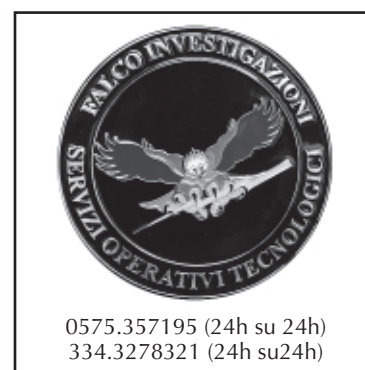 FALCO INVESTIGAZIONI
SERVIZI OPERATIVI TECNOLOGICI
0575.357195 (24h su 24h)
334.3278321 (24h su24h)